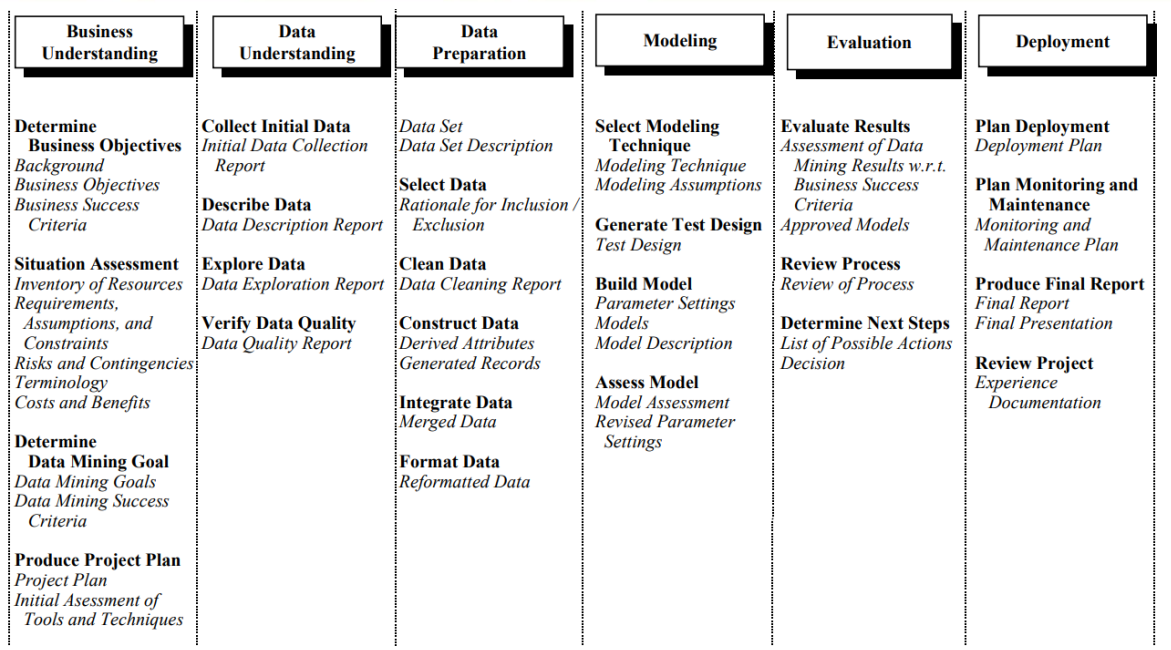 Business
Understanding
Data
Understanding
Data
Preparation
Modeling
Evaluation
Deployment
Determine
Business Objectives
Background
Business Objectives
Business Success
Criteria
Situation Assessment
Inventory of Resources
Requirements,
Assumptions, and
Constraints
Risks and Contingencies
Terminology
Costs and Benefits
Determine
Data Mining Goal
Data Mining Goals
Data Mining Success
Criteria
Produce Project Plan
Project Plan
Initial Asessment of
Tools and Techniques
Collect Initial Data
Initial Data Collection
Report
Describe Data
Data Description Report
Explore Data
Data Exploration Report
Verify Data Quality
Data Quality Report
Data Set
Data Set Description
Select Data
Rationale for Inclusion /
Exclusion
Clean Data
Data Cleaning Report
Construct Data
Derived Attributes
Generated Records
Integrate Data
Merged Data
Format Data
Reformatted Data
Select Modeling
Technique
Modeling Technique
Modeling Assumptions
Generate Test Design
Test Design
Build Model
Parameter Settings
Models
Model Description
Assess Model
Model Assessment
Revised Parameter
Settings
Evaluate Results
Assessment of Data
Mining Results w.r.t.
Business Success
Criteria
Approved Models
Review Process
Review of Process
Determine Next Steps
List of Possible Actions
Decision
Plan Deployment
Deployment Plan
Plan Monitoring and
Maintenance
Monitoring and
Maintenance Plan
Produce Final Report
Final Report
Final Presentation
Review Project
Experience
Documentation